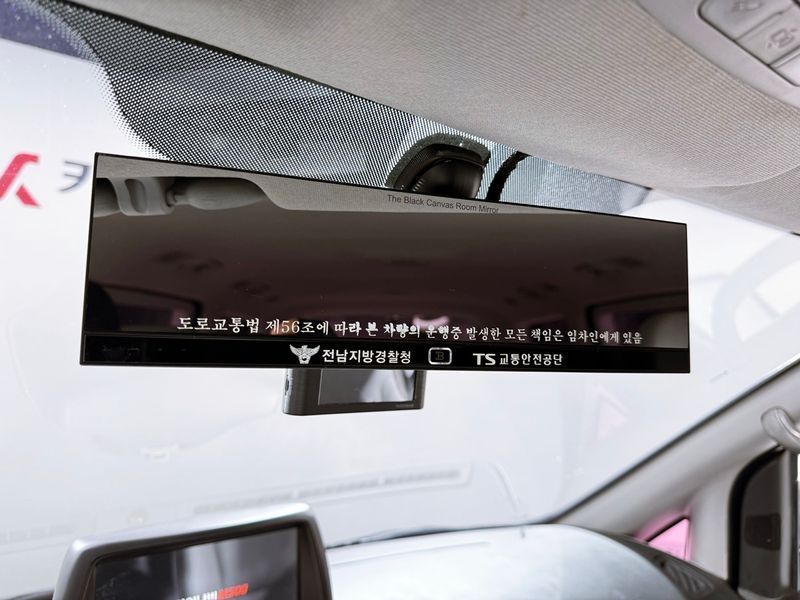 The Black Canvas Room Mirror
도로교통법 제56조에 따라 본 차량의 운행중 발생한 모든 책임은 임차인에게 있음
전남지방경찰청 B TS 교통안전공단